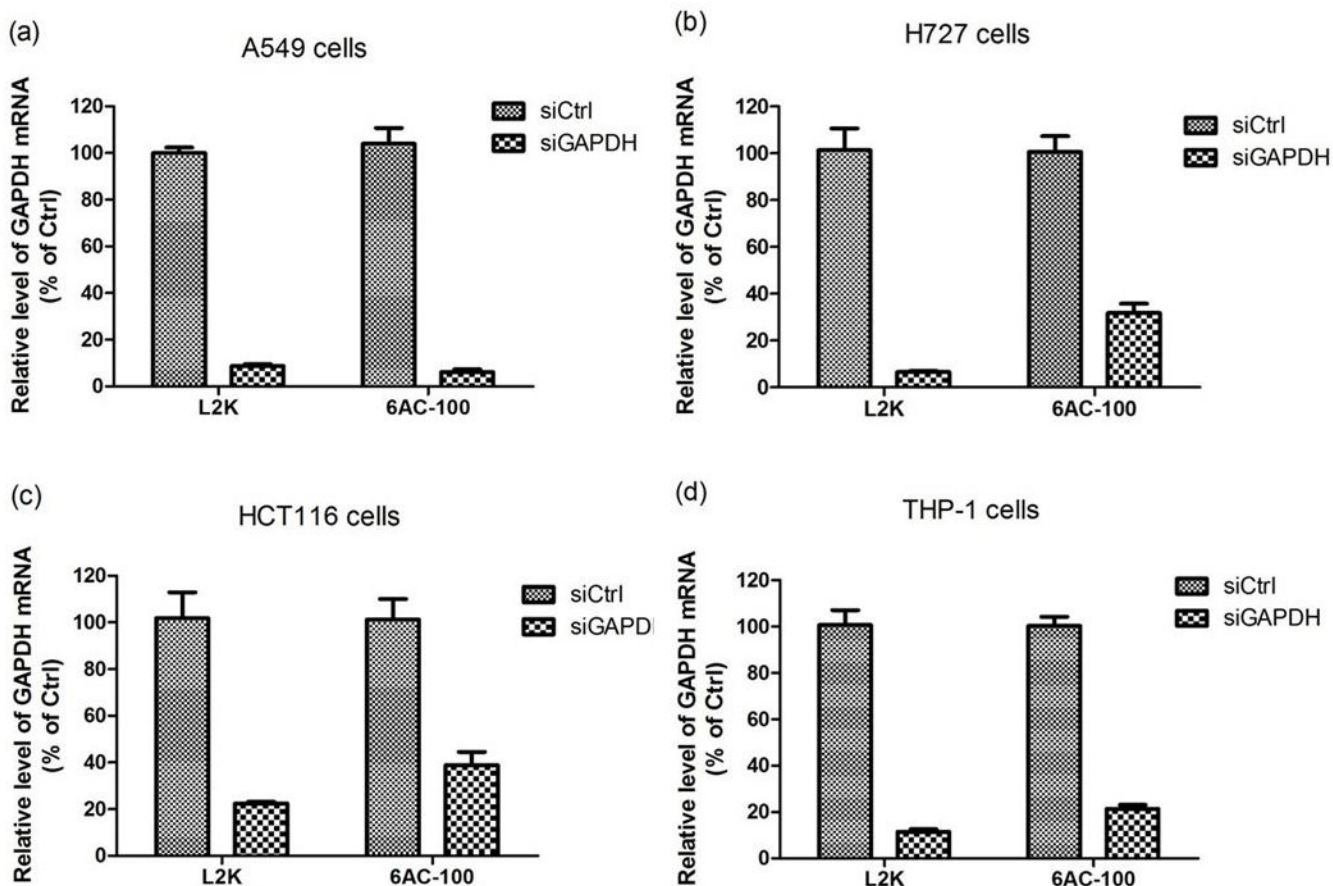 (a)
A549 cells
Relative level of GAPDH mRNA
(% of Ctrl)
120
100
80
60
40
20
0
L2K
6AC-100
siCtrl
siGAPDH
(b)
H727 cells
Relative level of GAPDH mRNA
(% of Ctrl)
120
100
80
60
40
20
0
L2K
6AC-100
siCtrl
siGAPDH
(c)
HCT116 cells
Relative level of GAPDH mRNA
(% of Ctrl)
120
100
80
60
40
20
0
L2K
6AC-100
siCtrl
siGAPD
(d)
THP-1 cells
Relative level of GAPDH mRNA
(% of Ctrl)
120
100
80
60
40
20
0
L2K
6AC-100
siCtrl
siGAPDH